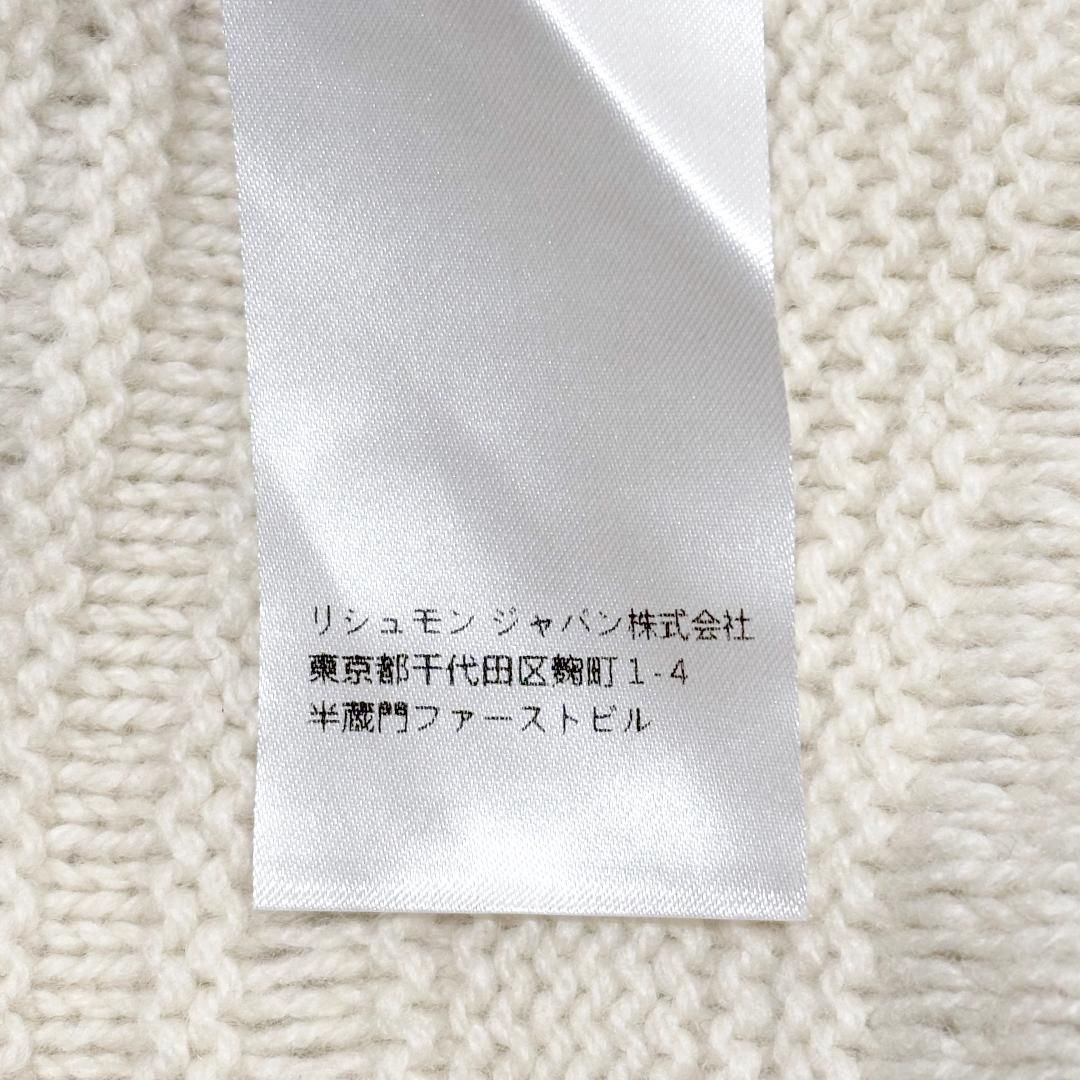 リシュモン ジャパン株式会社
東京都千代田区麴町1-4
半蔵門ファーストビル